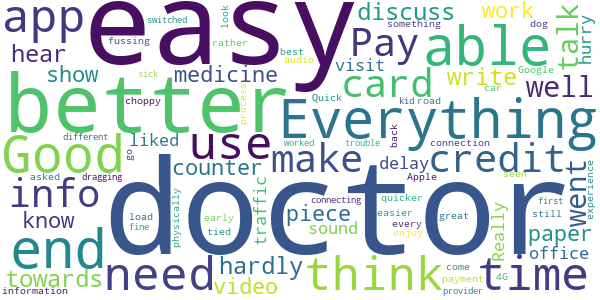 app
easy
able
discuss
work
talk
hurry
switched
something
look
dog
fussing
rather
best
audio
Pay
Google
hear
show
medicine
visit
sick
process
card
write
well
better
choppy
Quick
kid
road
car
Everything
different
Good
liked
go
use
worked
trouble
back
connection
asked
dragging
counter
make
delay
credit
went
experience
info
physically
traffic
connecting
Apple
seen
doctor
quicker
first
know
load
fine
early
tied
piece
sound
easier
every
great
Really
still
paper
end
need
hardly
think
enjoy
come
payment
4G
office
time
towards
video
provider
information